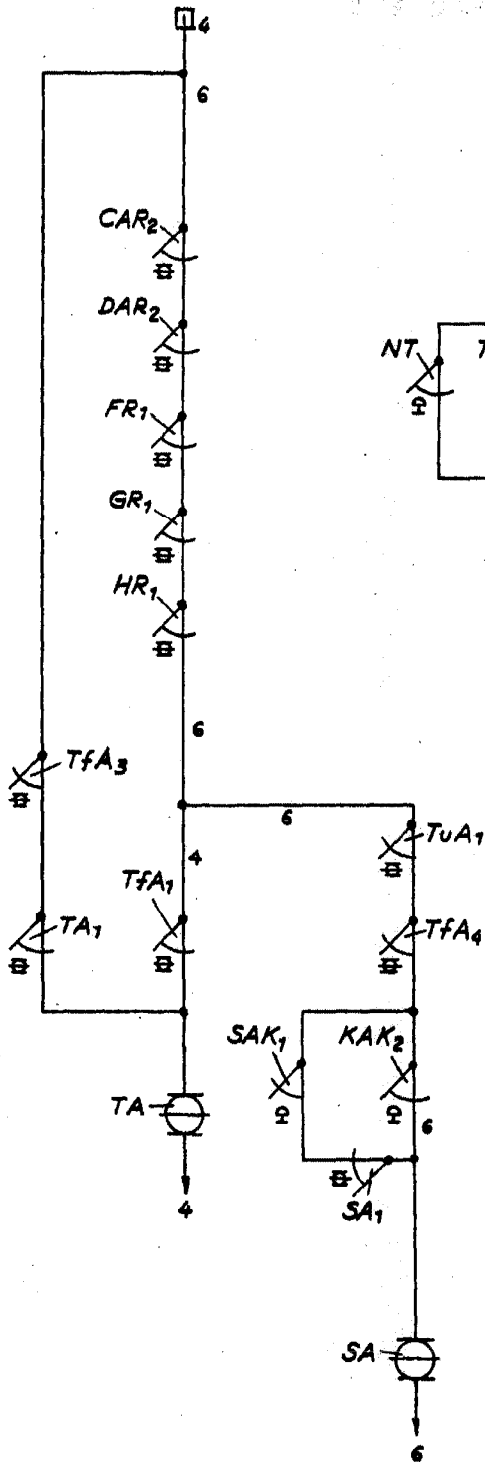 4
6
CAR₂
DAR₂
NT T
FR₁
GR₁
HR₁
6
TfA₃
6
TuA₁
4
TfA₁
TA₁
TfA₄
SAK₁
KAK₂
TA
6
SA₁
4
SA
6